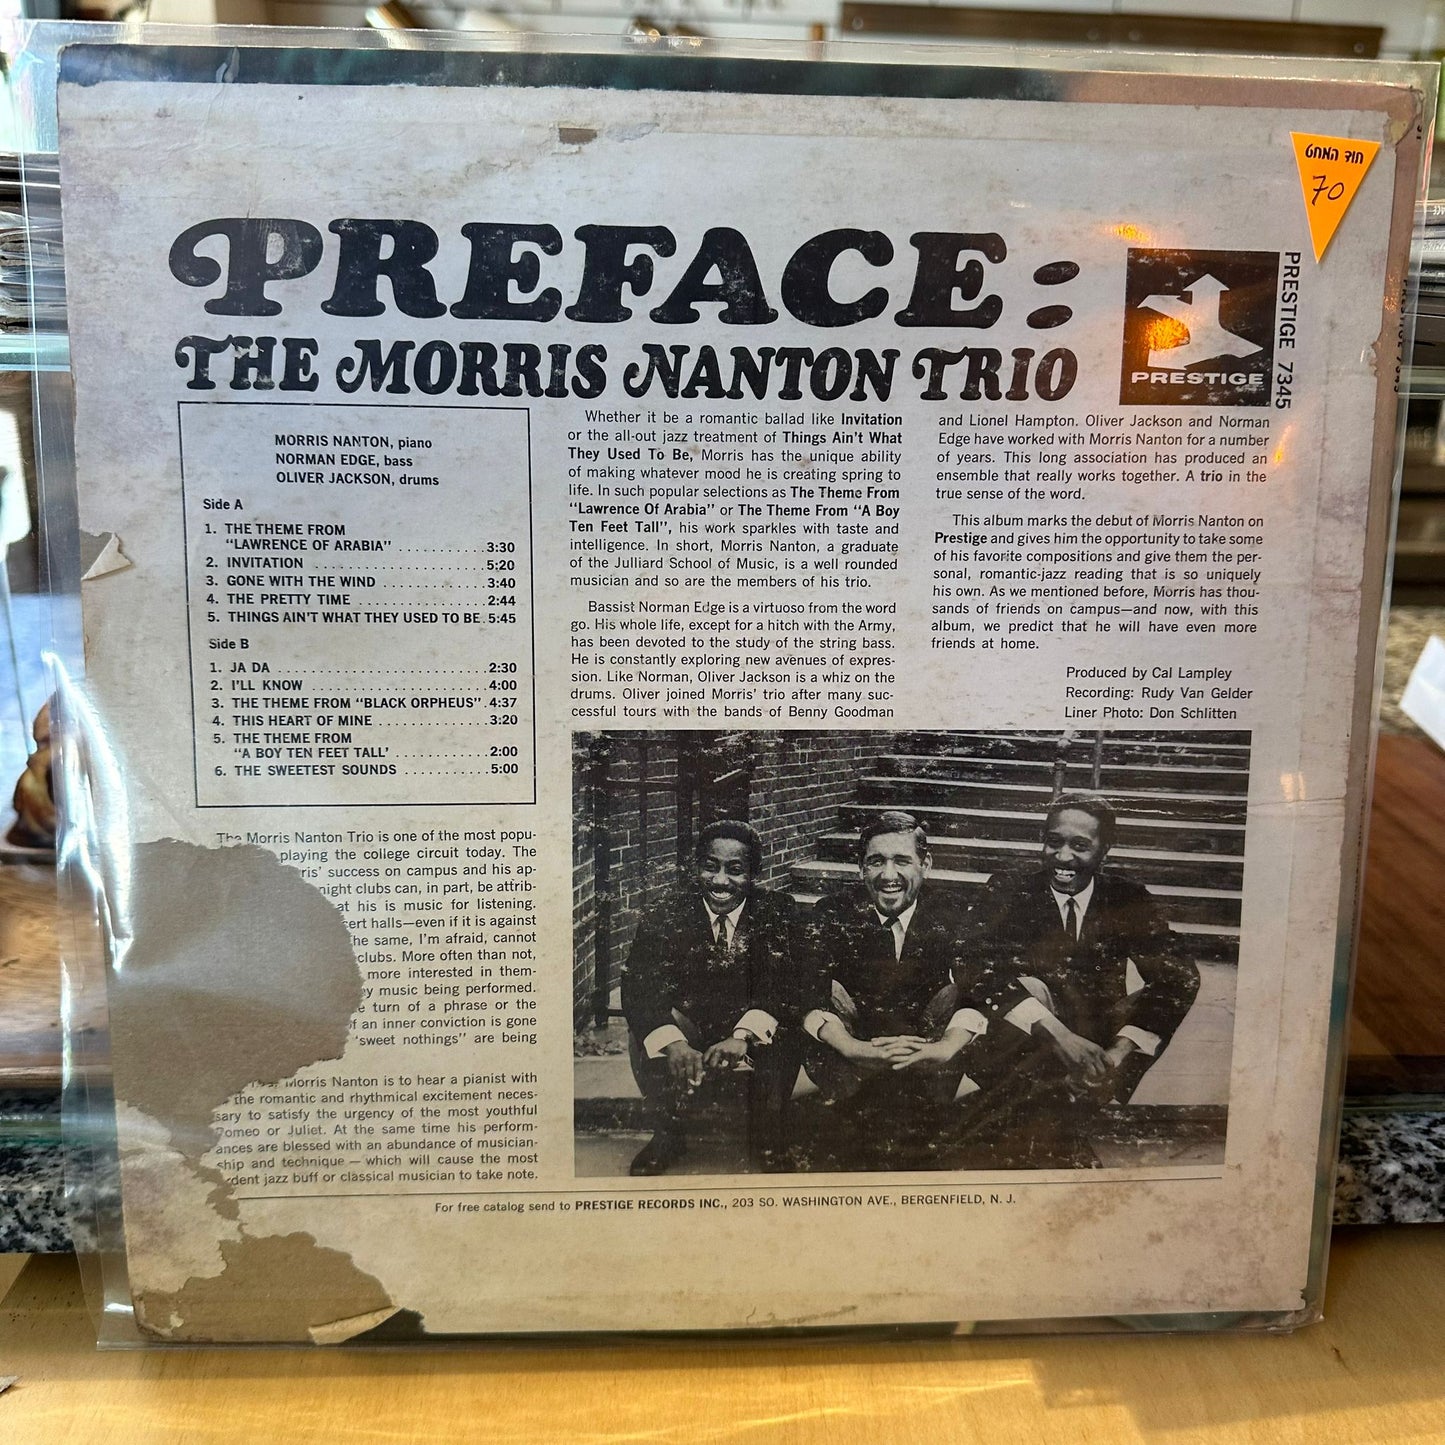 חוד המחט
70
PREFACE:
THE MORRIS NANTON TRIO
PRESTIGE
PRESTIGE 7345
MORRIS NANTON, piano
NORMAN EDGE, bass
OLIVER JACKSON, drums
Side A
1. THE THEME FROM
"LAWRENCE OF ARABIA" ...........3:30
2. INVITATION .....................5:20
3. GONE WITH THE WIND .............3:40
4. THE PRETTY TIME ................2:44
5. THINGS AIN'T WHAT THEY USED TO BE.5:45
Side B
1. JA DA ..........................2:30
2. I'LL KNOW ......................4:00
3. THE THEME FROM "BLACK ORPHEUS".4:37
4. THIS HEART OF MINE .............3:20
5. THE THEME FROM
"A BOY TEN FEET TALL' ...........2:00
6. THE SWEETEST SOUNDS ...........5:00
The Morris Nanton Trio is one of the most popu-
playing the college circuit today. The
ris' success on campus and his ap-
night clubs can, in part, be attrib-
at his is music for listening.
cert halls—even if it is against
he same, I'm afraid, cannot
clubs. More often than not,
more interested in them-
y music being performed.
e turn of a phrase or the
f an inner conviction is gone
'sweet nothings" are being
Morris Nanton is to hear a pianist with
the romantic and rhythmical excitement neces-
sary to satisfy the urgency of the most youthful
Romeo or Juliet. At the same time his perform-
ances are blessed with an abundance of musician-
ship and technique — which will cause the most
rdent jazz buff or classical musician to take note.
Whether it be a romantic ballad like Invitation
or the all-out jazz treatment of Things Ain't What
They Used To Be, Morris has the unique ability
of making whatever mood he is creating spring to
life. In such popular selections as The Theme From
"Lawrence Of Arabia" or The Theme From "A Boy
Ten Feet Tall", his work sparkles with taste and
intelligence. In short, Morris Nanton, a graduate
of the Julliard School of Music, is a well rounded
musician and so are the members of his trio.
Bassist Norman Edge is a virtuoso from the word
go. His whole life, except for a hitch with the Army,
has been devoted to the study of the string bass.
He is constantly exploring new avenues of expres-
sion. Like Norman, Oliver Jackson is a whiz on the
drums. Oliver joined Morris' trio after many suc-
cessful tours with the bands of Benny Goodman
and Lionel Hampton. Oliver Jackson and Norman
Edge have worked with Morris Nanton for a number
of years. This long association has produced an
ensemble that really works together. A trio in the
true sense of the word.
This album marks the debut of Morris Nanton on
Prestige and gives him the opportunity to take some
of his favorite compositions and give them the per-
sonal, romantic-jazz reading that is so uniquely
his own. As we mentioned before, Morris has thou-
sands of friends on campus—and now, with this
album, we predict that he will have even more
friends at home.
Produced by Cal Lampley
Recording: Rudy Van Gelder
Liner Photo: Don Schlitten
For free catalog send to PRESTIGE RECORDS INC., 203 SO. WASHINGTON AVE., BERGENFIELD, N. J.